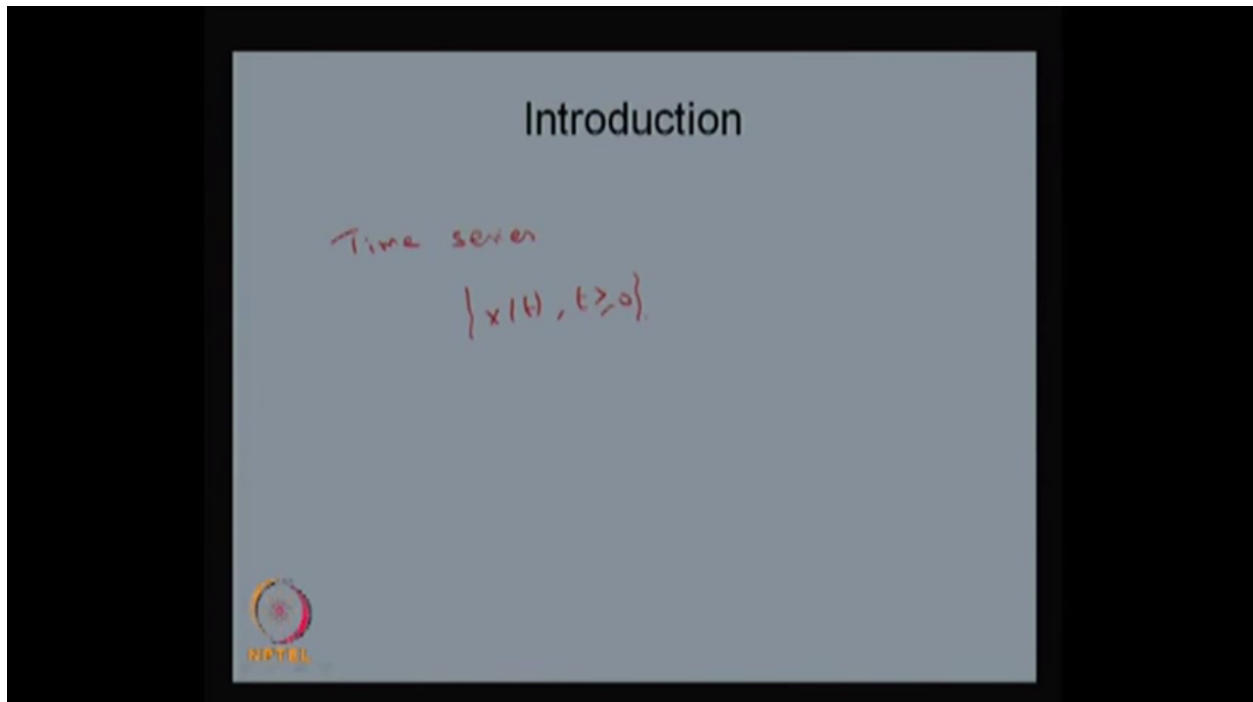 Introduction
Time series
{x(t), t≥0}
NPTEL